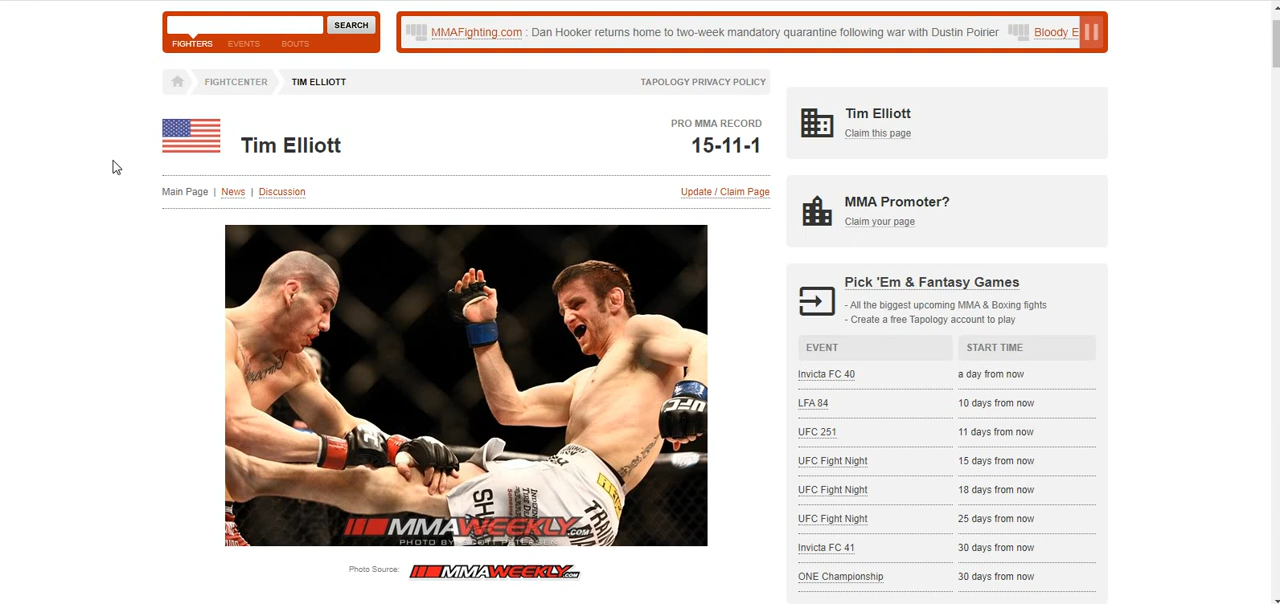 SEARCH
FIGHTERS EVENTS BOUTS
MMAFighting.com : Dan Hooker returns home to two-week mandatory quarantine following war with Dustin Poirier Bloody E
FIGHTCENTER TIM ELLIOTT TAPOLOGY PRIVACY POLICY
Tim Elliott
PRO MMA RECORD
15-11-1
Main Page | News | Discussion Update / Claim Page
UFC
SH
MMAWEEKLY.COM
PHOTO BY SCOTT PETERSEN
Photo Source: MMAWEEKLY.COM
Tim Elliott
Claim this page
MMA Promoter?
Claim your page
Pick 'Em & Fantasy Games
- All the biggest upcoming MMA & Boxing fights
- Create a free Tapology account to play
EVENT START TIME
Invicta FC 40 a day from now
LFA 84 10 days from now
UFC 251 11 days from now
UFC Fight Night 15 days from now
UFC Fight Night 18 days from now
UFC Fight Night 25 days from now
Invicta FC 41 30 days from now
ONE Championship 30 days from now